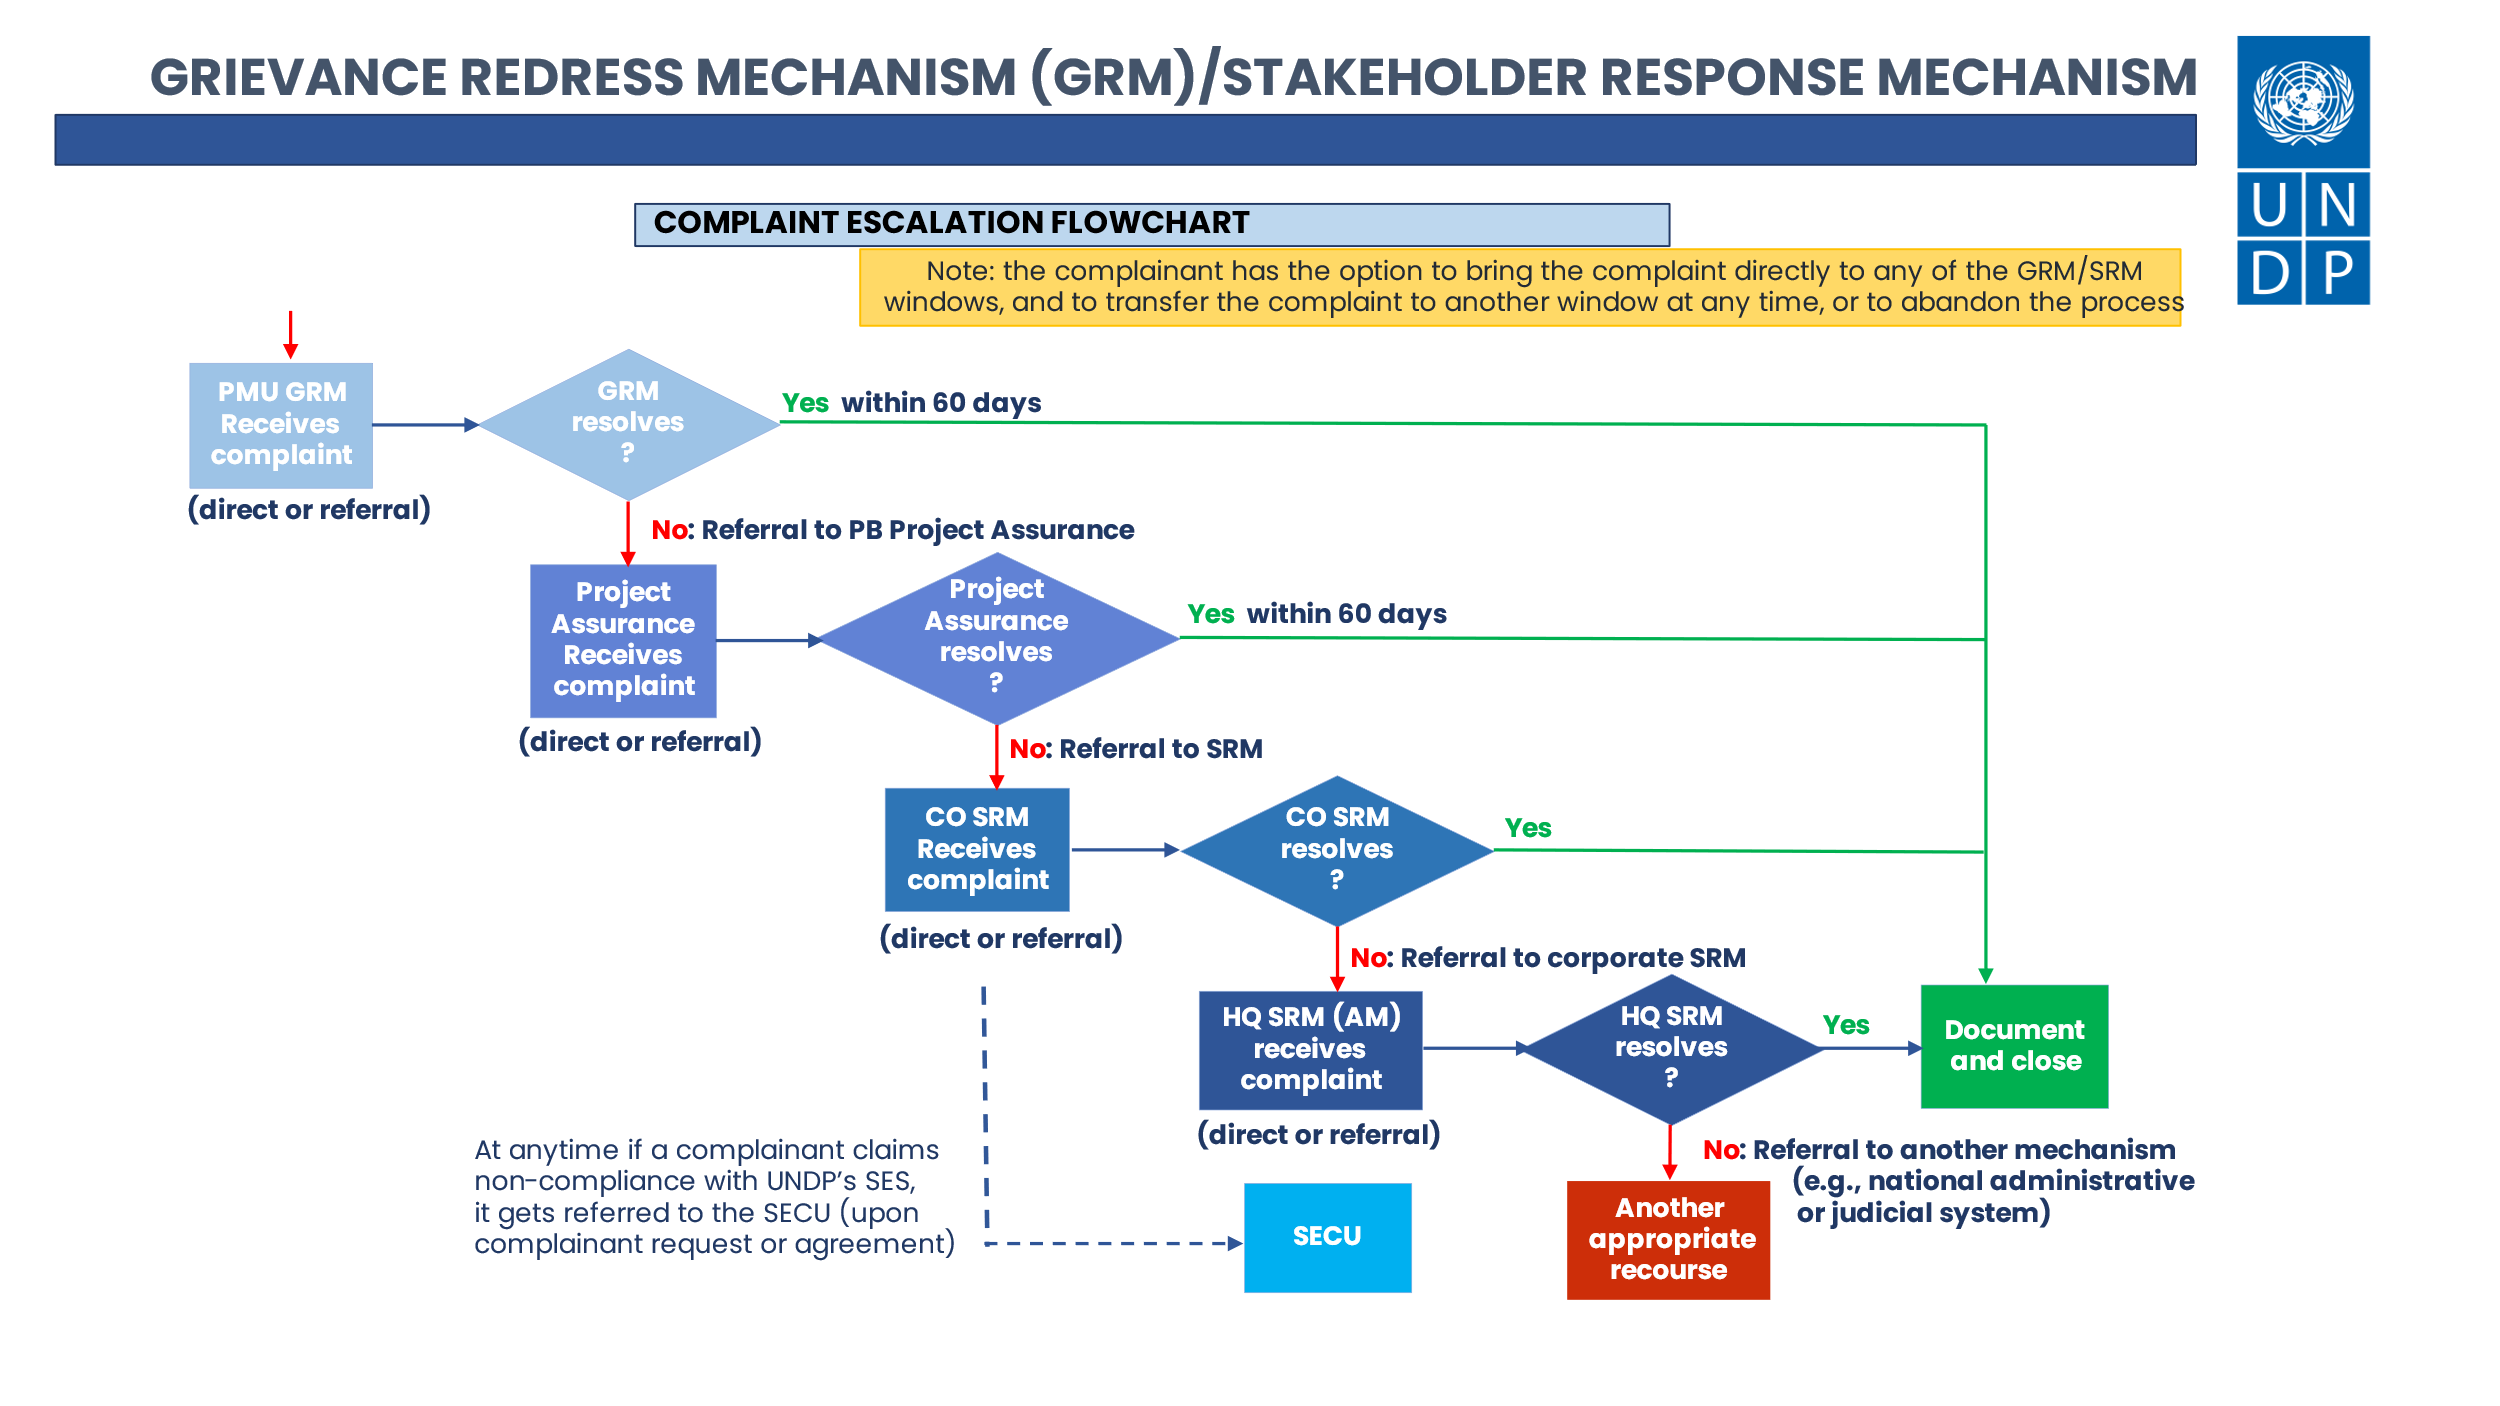 GRIEVANCE REDRESS MECHANISM (GRM)/STAKEHOLDER RESPONSE MECHANISM
U N
D P
COMPLAINT ESCALATION FLOWCHART
Note: the complainant has the option to bring the complaint directly to any of the GRM/SRM
windows, and to transfer the complaint to another window at any time, or to abandon the process
PMU GRM
Receives
complaint
(direct or referral)
GRM
resolves
?
Yes within 60 days
No: Referral to PB Project Assurance
Project
Assurance
Receives
complaint
(direct or referral)
Project
Assurance
resolves
?
Yes within 60 days
No: Referral to SRM
CO SRM
Receives
complaint
(direct or referral)
CO SRM
resolves
?
Yes
No: Referral to corporate SRM
HQ SRM (AM)
receives
complaint
(direct or referral)
HQ SRM
resolves
?
Yes
Document
and close
No: Referral to another mechanism
(e.g., national administrative
or judicial system)
Another
appropriate
recourse
At anytime if a complainant claims
non-compliance with UNDP’s SES,
it gets referred to the SECU (upon
complainant request or agreement)
SECU